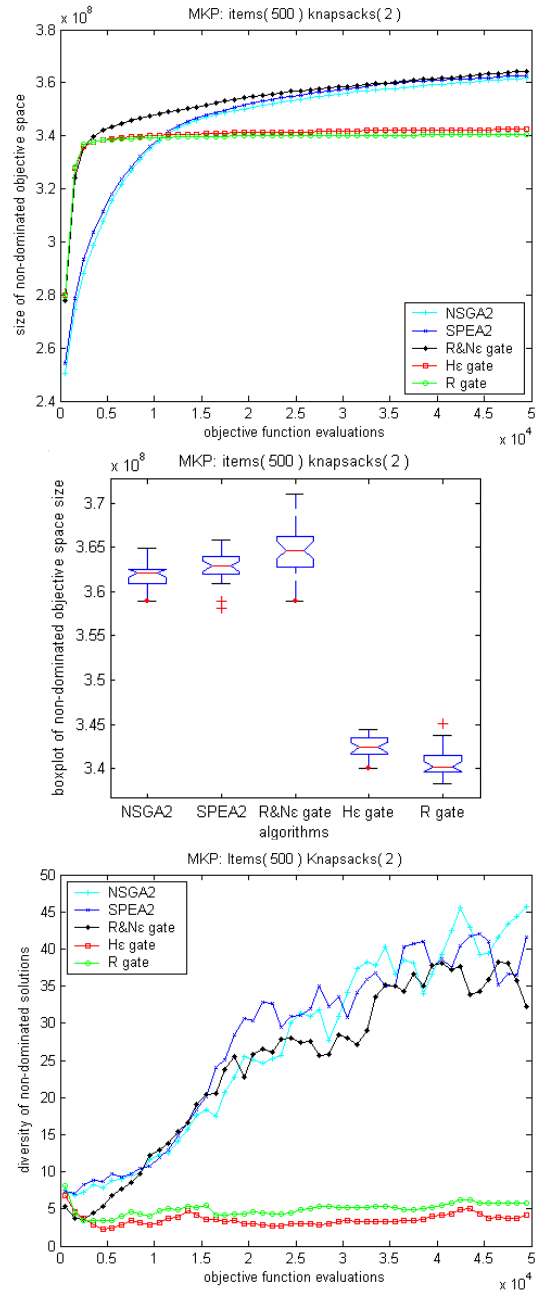 MKP: items( 500 ) knapsacks( 2 )
x 10^8
3.8
3.6
3.4
3.2
3
2.8
2.6
2.4
size of non-dominated objective space
NSGA2
SPEA2
R&Nε gate
Hε gate
R gate
0 0.5 1 1.5 2 2.5 3 3.5 4 4.5 5
objective function evaluations
x 10^4
MKP: items( 500 ) knapsacks( 2 )
x 10^8
3.7
3.65
3.6
3.55
3.5
3.45
3.4
boxplot of non-dominated objective space size
NSGA2 SPEA2 R&Nε gate Hε gate R gate
algorithms
MKP: Items( 500 ) Knapsacks( 2 )
50
45
40
35
30
25
20
15
10
5
0
diversity of non-dominated solutions
NSGA2
SPEA2
R&Nε gate
Hε gate
R gate
0 0.5 1 1.5 2 2.5 3 3.5 4 4.5 5
objective function evaluations
x 10^4